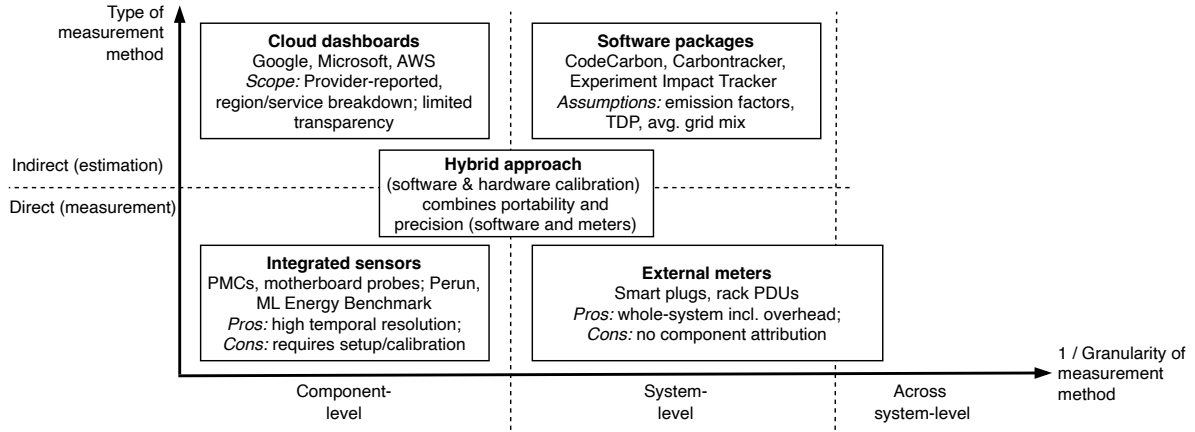 Type of
measurement
method
Cloud dashboards
Google, Microsoft, AWS
Scope: Provider-reported,
region/service breakdown; limited
transparency
Software packages
CodeCarbon, Carbontracker,
Experiment Impact Tracker
Assumptions: emission factors,
TDP, avg. grid mix
Indirect (estimation)
Direct (measurement)
Hybrid approach
(software & hardware calibration)
combines portability and
precision (software and meters)
Integrated sensors
PMCs, motherboard probes; Perun,
ML Energy Benchmark
Pros: high temporal resolution;
Cons: requires setup/calibration
External meters
Smart plugs, rack PDUs
Pros: whole-system incl. overhead;
Cons: no component attribution
1 / Granularity of
measurement
method
Component-
level
System-
level
Across
system-level